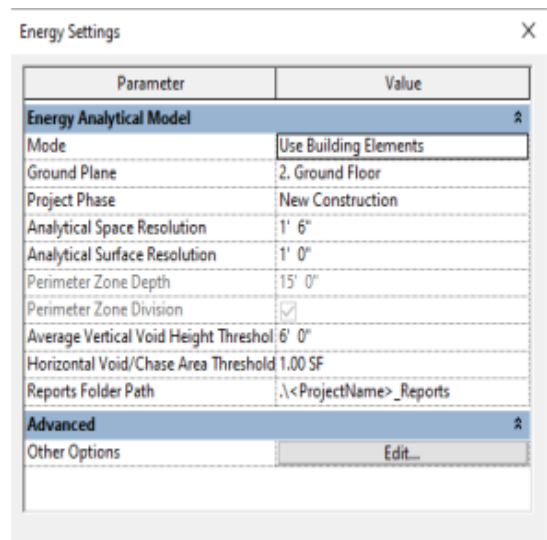 Energy Settings
Parameter Value
Energy Analytical Model
Mode Use Building Elements
Ground Plane 2. Ground Floor
Project Phase New Construction
Analytical Space Resolution 1' 6"
Analytical Surface Resolution 1' 0"
Perimeter Zone Depth 15' 0"
Perimeter Zone Division
Average Vertical Void Height Threshol 6' 0"
Horizontal Void/Chase Area Threshold 1.00 SF
Reports Folder Path .\<ProjectName>_Reports
Advanced
Other Options Edit...